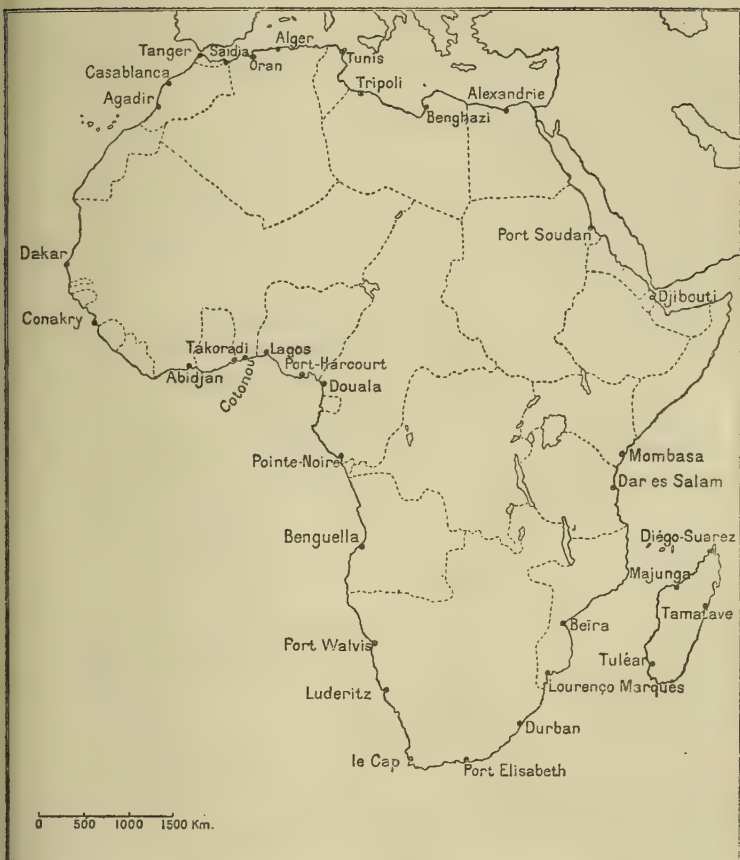 Alger
Tanger
Saïdia
Oran
Tunis
Casablanca
Tripoli
Alexandrie
Agadir
Benghazi
Port Soudan
Dakar
Djibouti
Conakry
Takoradi
Lagos
Port-Harcourt
Abidjan
Cotonou
Douala
Pointe-Noire
Mombasa
Dar es Salam
Benguella
Diégo-Suarez
Majunga
Tamatave
Beïra
Port Walvis
Tuléar
Luderitz
Lourenço Marques
Durban
le Cap
Port Elisabeth
0 500 1000 1500 Km.